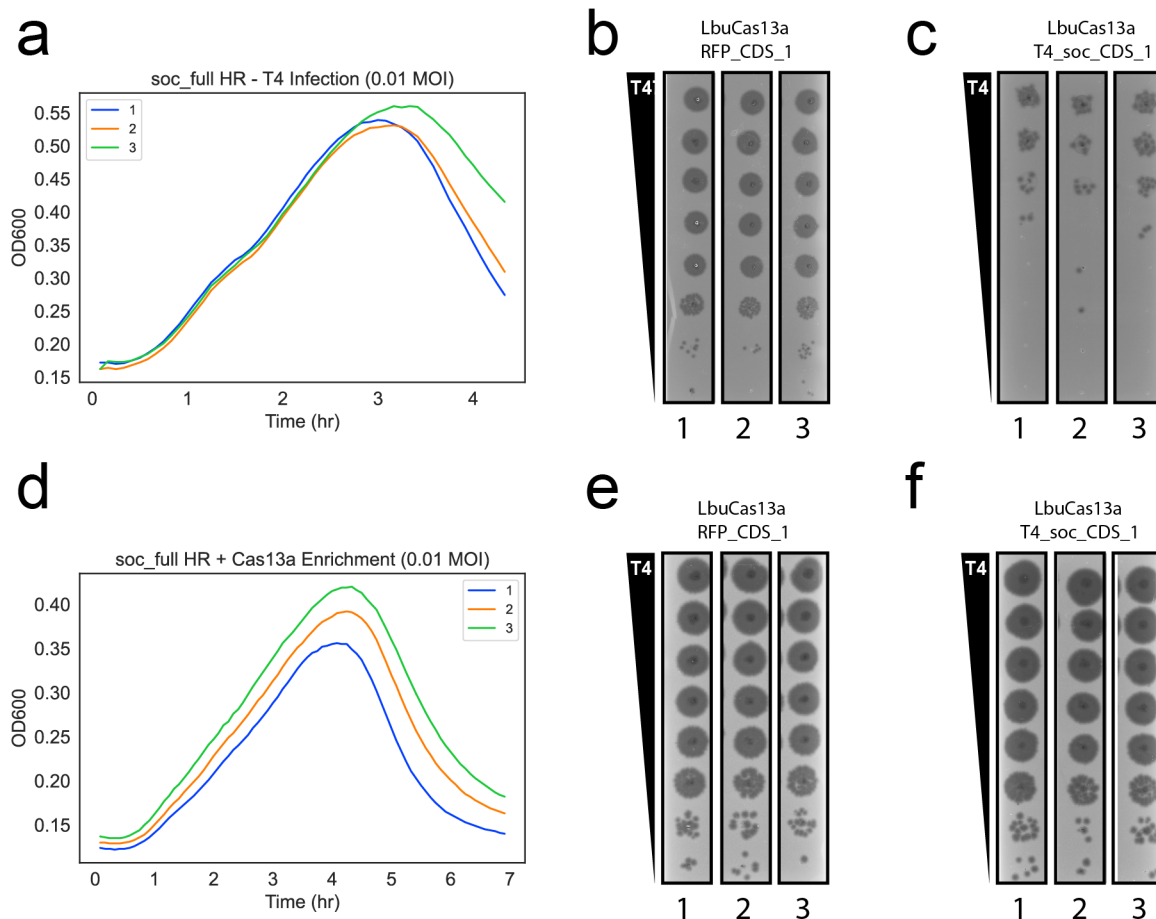 a
soc_full HR - T4 Infection (0.01 MOI)
1
2
3
0.55
0.50
0.45
0.40
0.35
0.30
0.25
0.20
0.15
OD600
0 1 2 3 4
Time (hr)
b
LbuCas13a
RFP_CDS_1
T4
1 2 3
c
LbuCas13a
T4_soc_CDS_1
T4
1 2 3
d
soc_full HR + Cas13a Enrichment (0.01 MOI)
1
2
3
0.40
0.35
0.30
0.25
0.20
0.15
OD600
0 1 2 3 4 5 6 7
Time (hr)
e
LbuCas13a
RFP_CDS_1
T4
1 2 3
f
LbuCas13a
T4_soc_CDS_1
T4
1 2 3